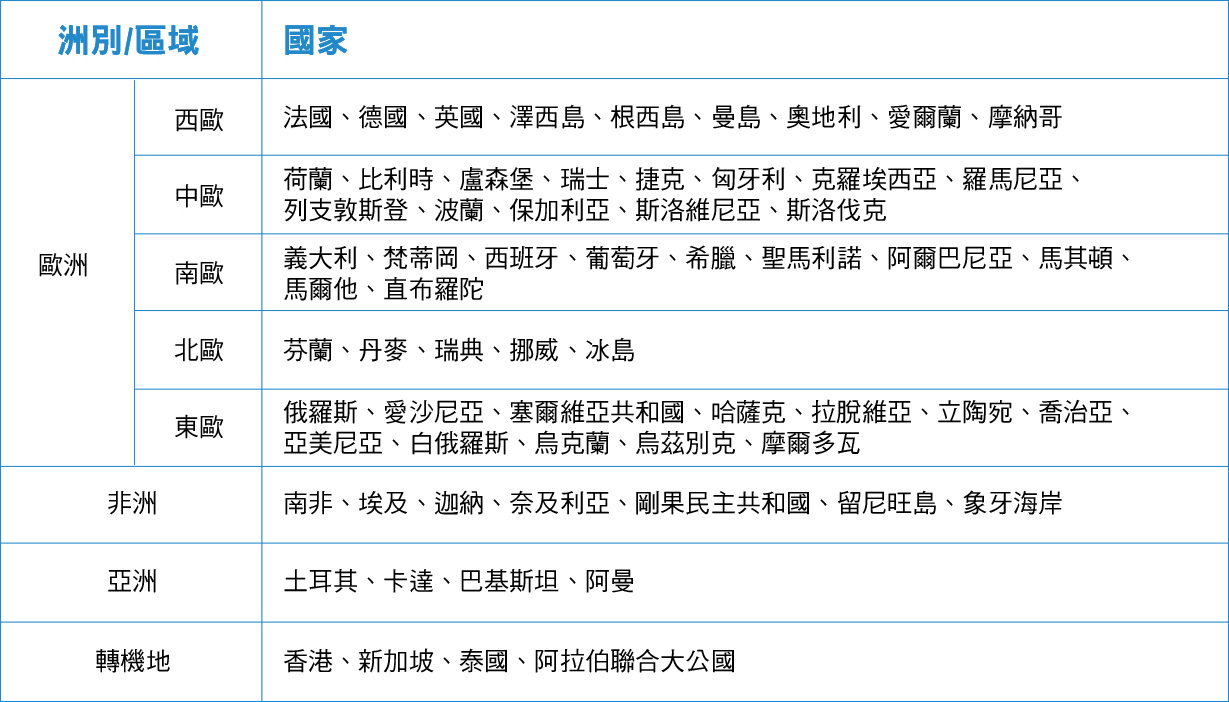 洲別/區域
國家
歐洲
西歐
法國、德國、英國、澤西島、根西島、曼島、奧地利、愛爾蘭、摩納哥
中歐
荷蘭、比利時、盧森堡、瑞士、捷克、匈牙利、克羅埃西亞、羅馬尼亞、
列支敦斯登、波蘭、保加利亞、斯洛維尼亞、斯洛伐克
南歐
義大利、梵蒂岡、西班牙、葡萄牙、希臘、聖馬利諾、阿爾巴尼亞、馬其頓、
馬爾他、直布羅陀
北歐
芬蘭、丹麥、瑞典、挪威、冰島
東歐
俄羅斯、愛沙尼亞、塞爾維亞共和國、哈薩克、拉脫維亞、立陶宛、喬治亞、
亞美尼亞、白俄羅斯、烏克蘭、烏茲別克、摩爾多瓦
非洲
南非、埃及、迦納、奈及利亞、剛果民主共和國、留尼旺島、象牙海岸
亞洲
土耳其、卡達、巴基斯坦、阿曼
轉機地
香港、新加坡、泰國、阿拉伯聯合大公國